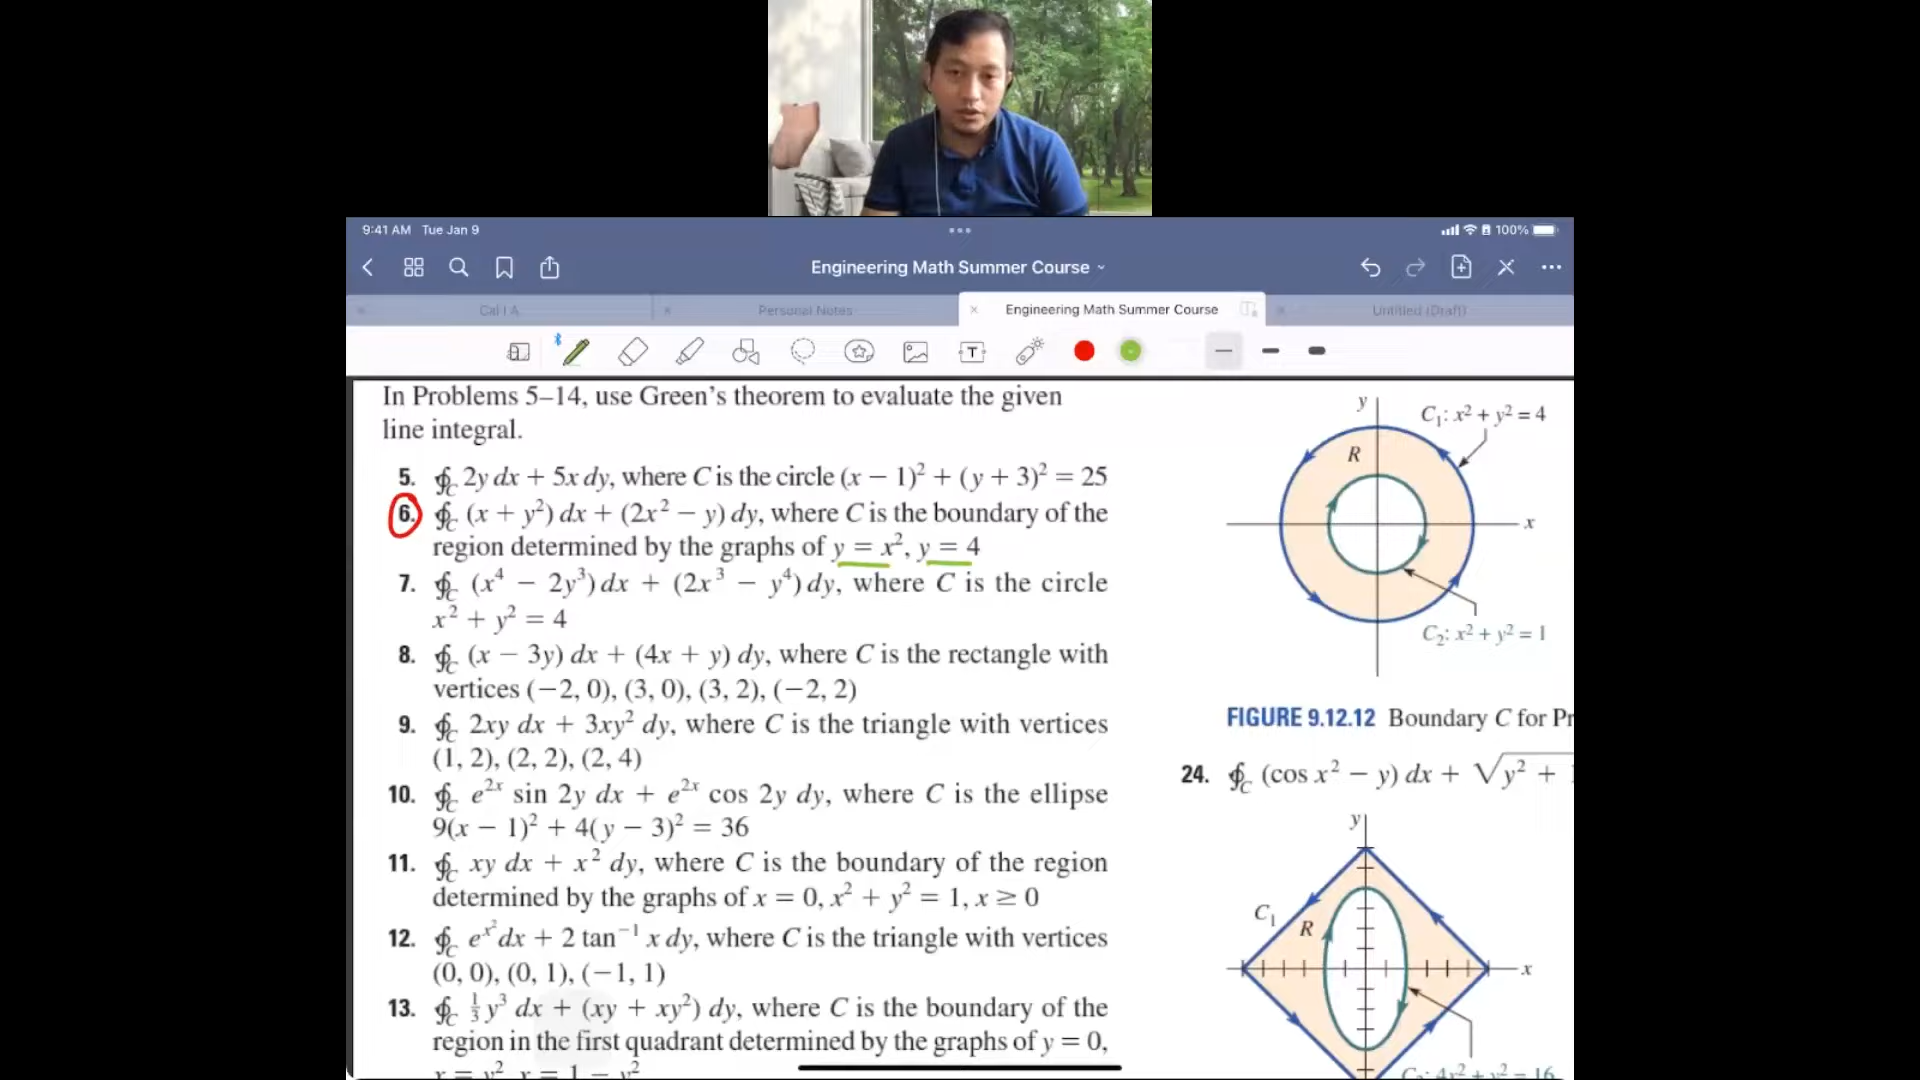 9:41 AM Tue Jan 9
100%
Engineering Math Summer Course
Cal I A
Personal Notes
Engineering Math Summer Course
Untitled (Draft)
T
In Problems 5–14, use Green's theorem to evaluate the given
line integral.
5. ∮C 2y dx + 5x dy, where C is the circle (x − 1)² + (y + 3)² = 25
6. ∮C (x + y²) dx + (2x² − y) dy, where C is the boundary of the
region determined by the graphs of y = x², y = 4
7. ∮C (x⁴ − 2y³) dx + (2x³ − y⁴) dy, where C is the circle
x² + y² = 4
8. ∮C (x − 3y) dx + (4x + y) dy, where C is the rectangle with
vertices (−2, 0), (3, 0), (3, 2), (−2, 2)
9. ∮C 2xy dx + 3xy² dy, where C is the triangle with vertices
(1, 2), (2, 2), (2, 4)
10. ∮C e²ˣ sin 2y dx + e²ˣ cos 2y dy, where C is the ellipse
9(x − 1)² + 4(y − 3)² = 36
11. ∮C xy dx + x² dy, where C is the boundary of the region
determined by the graphs of x = 0, x² + y² = 1, x ≥ 0
12. ∮C e^x² dx + 2 tan⁻¹ x dy, where C is the triangle with vertices
(0, 0), (0, 1), (−1, 1)
13. ∮C 1/3 y³ dx + (xy + xy²) dy, where C is the boundary of the
region in the first quadrant determined by the graphs of y = 0,
x = y², x = 1 − y²
y
C₁: x² + y² = 4
R
x
C₂: x² + y² = 1
FIGURE 9.12.12 Boundary C for
24. ∮C (cos x² − y) dx + √y² +
y
C₁
R
x
C₂: 4x² + y² = 16